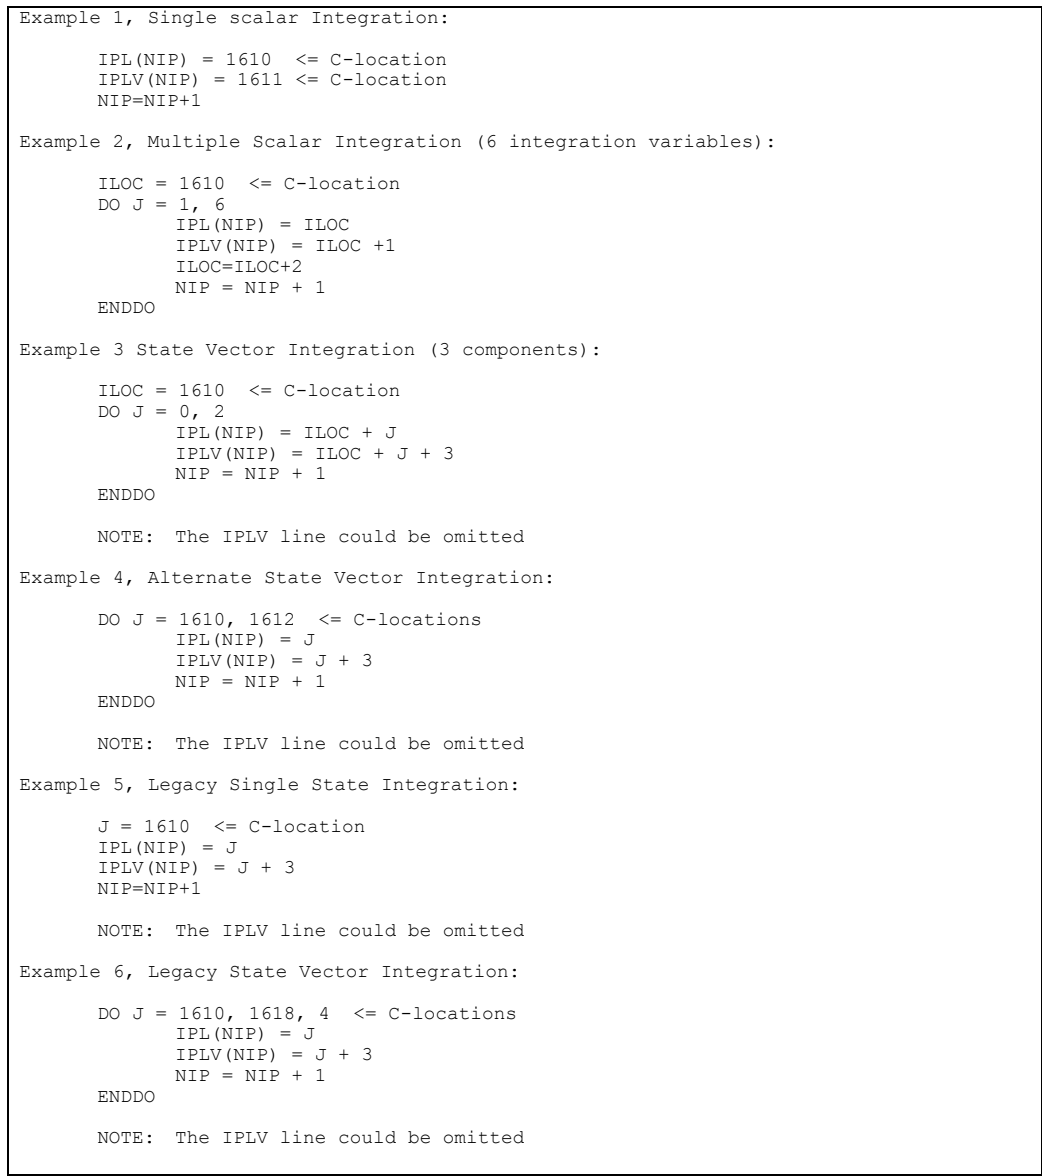 Example 1, Single scalar Integration:
IPL(NIP) = 1610 <= C-location
IPLV(NIP) = 1611 <= C-location
NIP=NIP+1
Example 2, Multiple Scalar Integration (6 integration variables):
ILOC = 1610 <= C-location
DO J = 1, 6
IPL(NIP) = ILOC
IPLV(NIP) = ILOC +1
ILOC=ILOC+2
NIP = NIP + 1
ENDDO
Example 3 State Vector Integration (3 components):
ILOC = 1610 <= C-location
DO J = 0, 2
IPL(NIP) = ILOC + J
IPLV(NIP) = ILOC + J + 3
NIP = NIP + 1
ENDDO
NOTE: The IPLV line could be omitted
Example 4, Alternate State Vector Integration:
DO J = 1610, 1612 <= C-locations
IPL(NIP) = J
IPLV(NIP) = J + 3
NIP = NIP + 1
ENDDO
NOTE: The IPLV line could be omitted
Example 5, Legacy Single State Integration:
J = 1610 <= C-location
IPL(NIP) = J
IPLV(NIP) = J + 3
NIP=NIP+1
NOTE: The IPLV line could be omitted
Example 6, Legacy State Vector Integration:
DO J = 1610, 1618, 4 <= C-locations
IPL(NIP) = J
IPLV(NIP) = J + 3
NIP = NIP + 1
ENDDO
NOTE: The IPLV line could be omitted